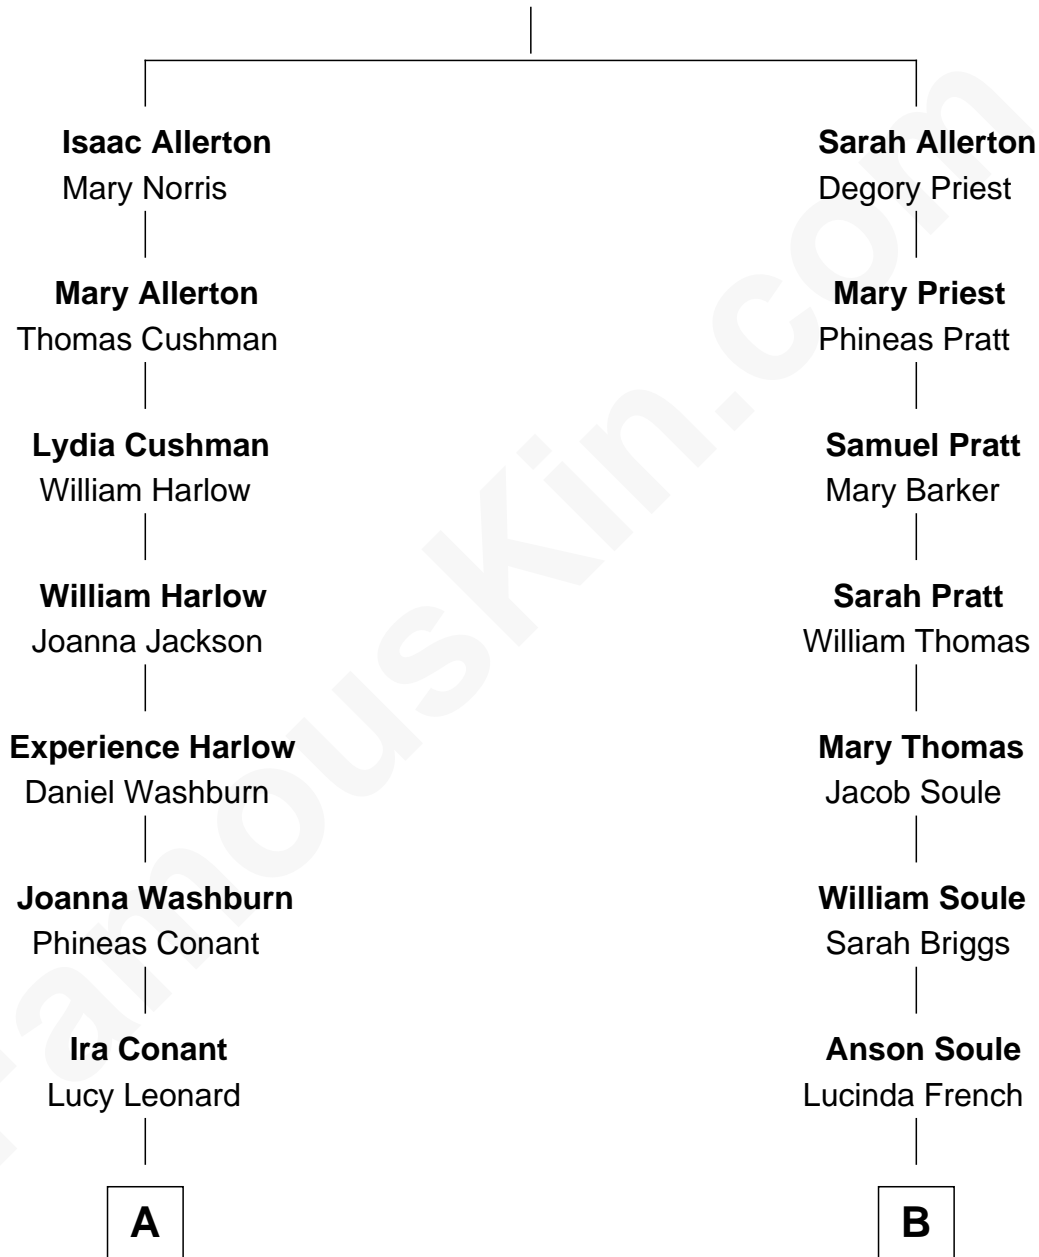 Isaac Allerton
Mary Norris
Mary Allerton
Thomas Cushman
Lydia Cushman
William Harlow
William Harlow
Joanna Jackson
Experience Harlow
Daniel Washburn
Joanna Washburn
Phineas Conant
Ira Conant
Lucy Leonard
A
Sarah Allerton
Degory Priest
Mary Priest
Phineas Pratt
Samuel Pratt
Mary Barker
Sarah Pratt
William Thomas
Mary Thomas
Jacob Soule
William Soule
Sarah Briggs
Anson Soule
Lucinda French
B
FamousKin.com